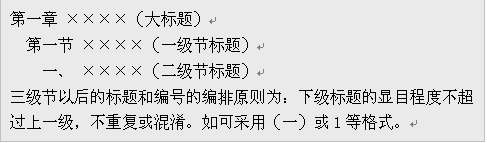 第一章 ××××（大标题）
第一节 ××××（一级节标题）
一、 ××××（二级节标题）
三级节以后的标题和编号的编排原则为：下级标题的显目程度不超
过上一级，不重复或混淆。如可采用（一）或 1 等格式。